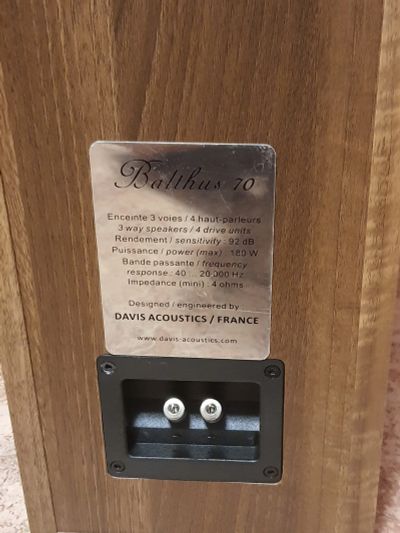 Balthus 70
Enceinte 3 voies / 4 haut-parleurs
3 way speakers / 4 drive units
Rendement / sensitivity : 92 dB
Puissance / power (max) : 180 W
Bande passante / frequency
response : 40 ... 20 000 Hz
Impedance (mini) : 4 ohms
Designed / engineered by :
DAVIS ACOUSTICS / FRANCE
www.davis-acoustics.com